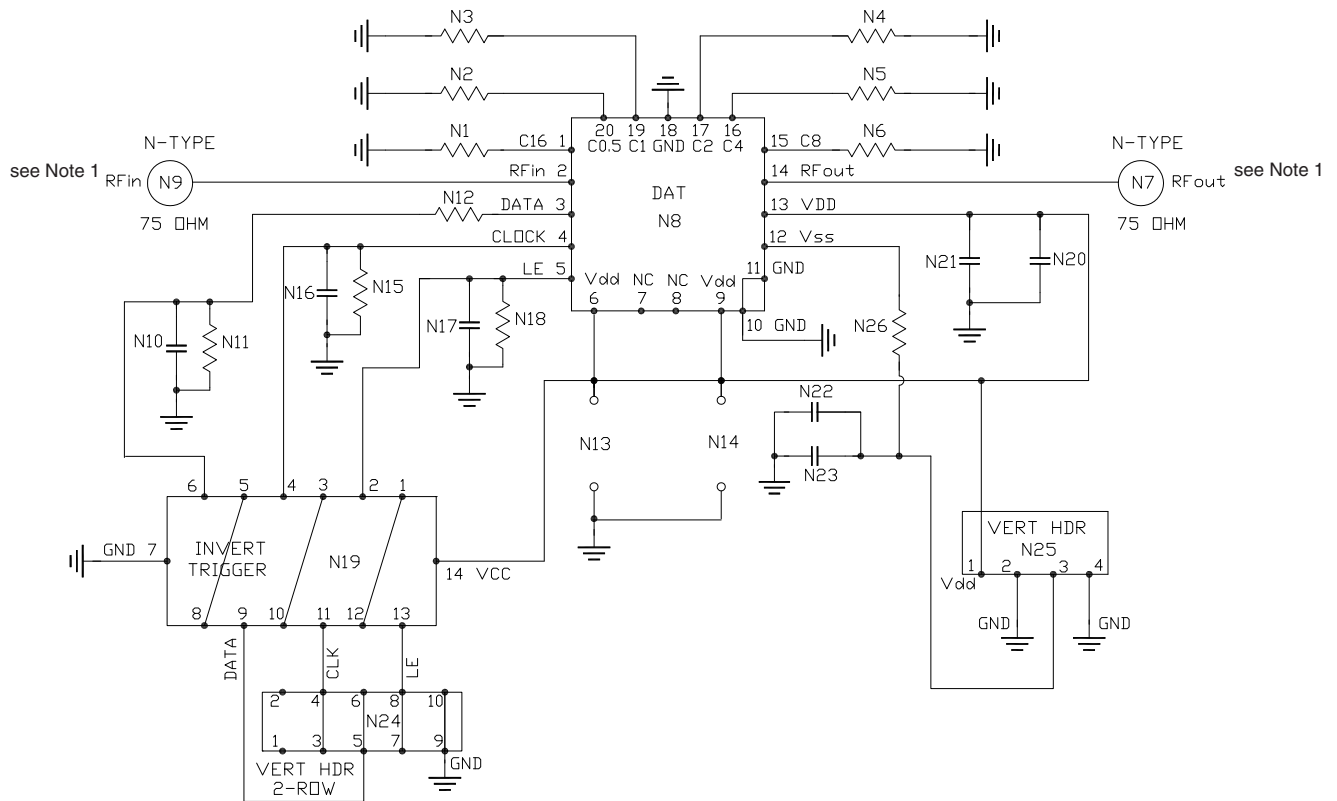 N3
N4
N2
N5
N1
N6
20 19 18 17 16
C0.5 C1 GND C2 C4
C16 1
15 C8
N-TYPE
N-TYPE
see Note 1 RFin N9
RFin 2
14 RFout
N7 RFout see Note 1
75 OHM
75 OHM
DAT
N8
N12
DATA 3
13 VDD
CLOCK 4
12 Vss
LE 5
11 GND
Vdd NC NC Vdd
6 7 8 9
10 GND
N16 N15
N17 N18
N10 N11
N21 N20
N26
N22
N23
N13 N14
6 5 4 3 2 1
GND 7
INVERT
TRIGGER
N19
14 VCC
8 9 10 11 12 13
DATA
CLK
LE
2 4 6 8 10
N24
1 3 5 7 9
GND
VERT HDR
2-ROW
VERT HDR
N25
1 2 3 4
Vdd
GND
GND